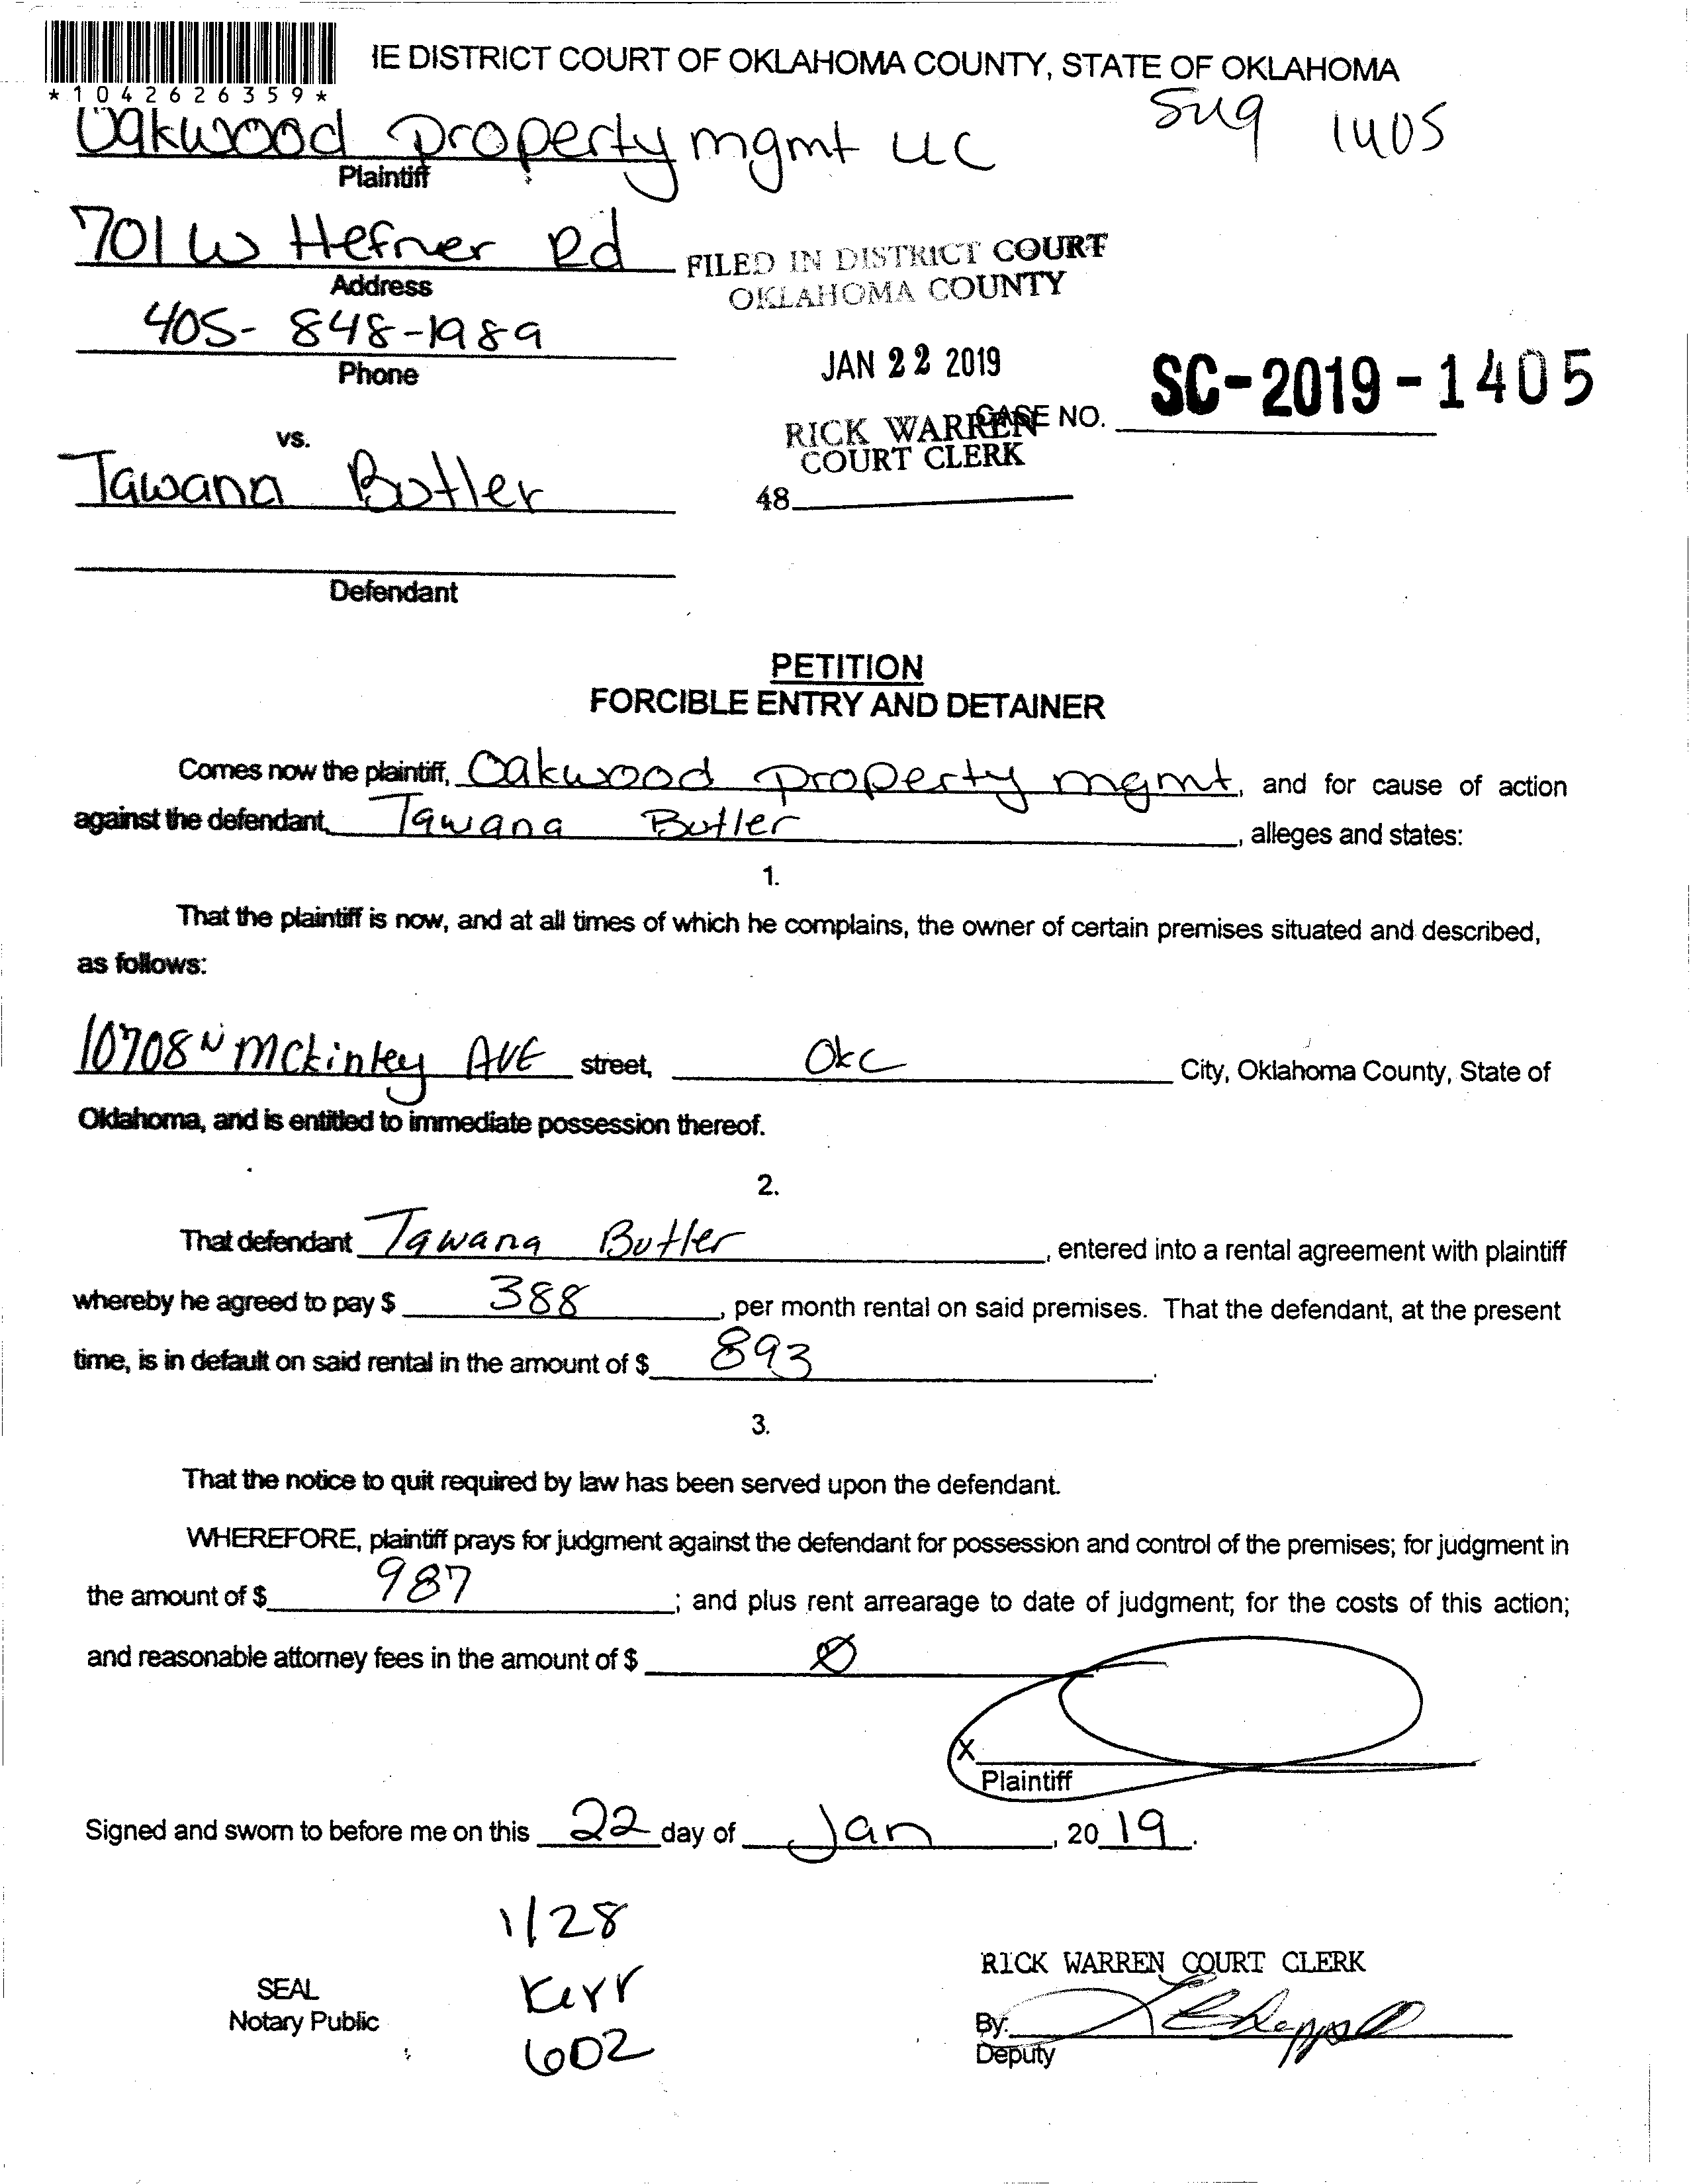 IE DISTRICT COURT OF OKLAHOMA COUNTY, STATE OF OKLAHOMA
*1042626359*
Oakwood property mgmt LLC
1405
Plaintiff
701 W Hefner Rd
Address
FILED IN DISTRICT COURT
OKLAHOMA COUNTY
405-848-1989
Phone
JAN 22 2019
SC-2019-1405
CASE NO.
RICK WARREN
COURT CLERK
vs.
Tawana Butler
48
Defendant
PETITION
FORCIBLE ENTRY AND DETAINER
Comes now the plaintiff, Oakwood property mgmt, and for cause of action
against the defendant, Tawana Butler, alleges and states:
1.
That the plaintiff is now, and at all times of which he complains, the owner of certain premises situated and described,
as follows:
10708 N McKinley AVE street, OKC City, Oklahoma County, State of
Oklahoma, and is entitled to immediate possession thereof.
2.
That defendant Tawana Butler, entered into a rental agreement with plaintiff
whereby he agreed to pay $ 388, per month rental on said premises. That the defendant, at the present
time, is in default on said rental in the amount of $ 893.
3.
That the notice to quit required by law has been served upon the defendant.
WHEREFORE, plaintiff prays for judgment against the defendant for possession and control of the premises; for judgment in
the amount of $ 987; and plus rent arrearage to date of judgment; for the costs of this action;
and reasonable attorney fees in the amount of $ Ø
X
Plaintiff
Signed and sworn to before me on this 22 day of Jan, 2019.
1/28
Kerr
602
SEAL
Notary Public
RICK WARREN COURT CLERK
By:
Deputy